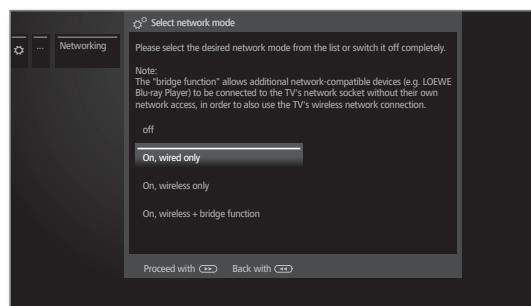 Select network mode
... Networking
Please select the desired network mode from the list or switch it off completely.
Note:
The "bridge function" allows additional network-compatible devices (e.g. LOEWE
Blu-ray Player) to be connected to the TV's network socket without their own
network access, in order to also use the TV's wireless network connection.
off
On, wired only
On, wireless only
On, wireless + bridge function
Proceed with Back with